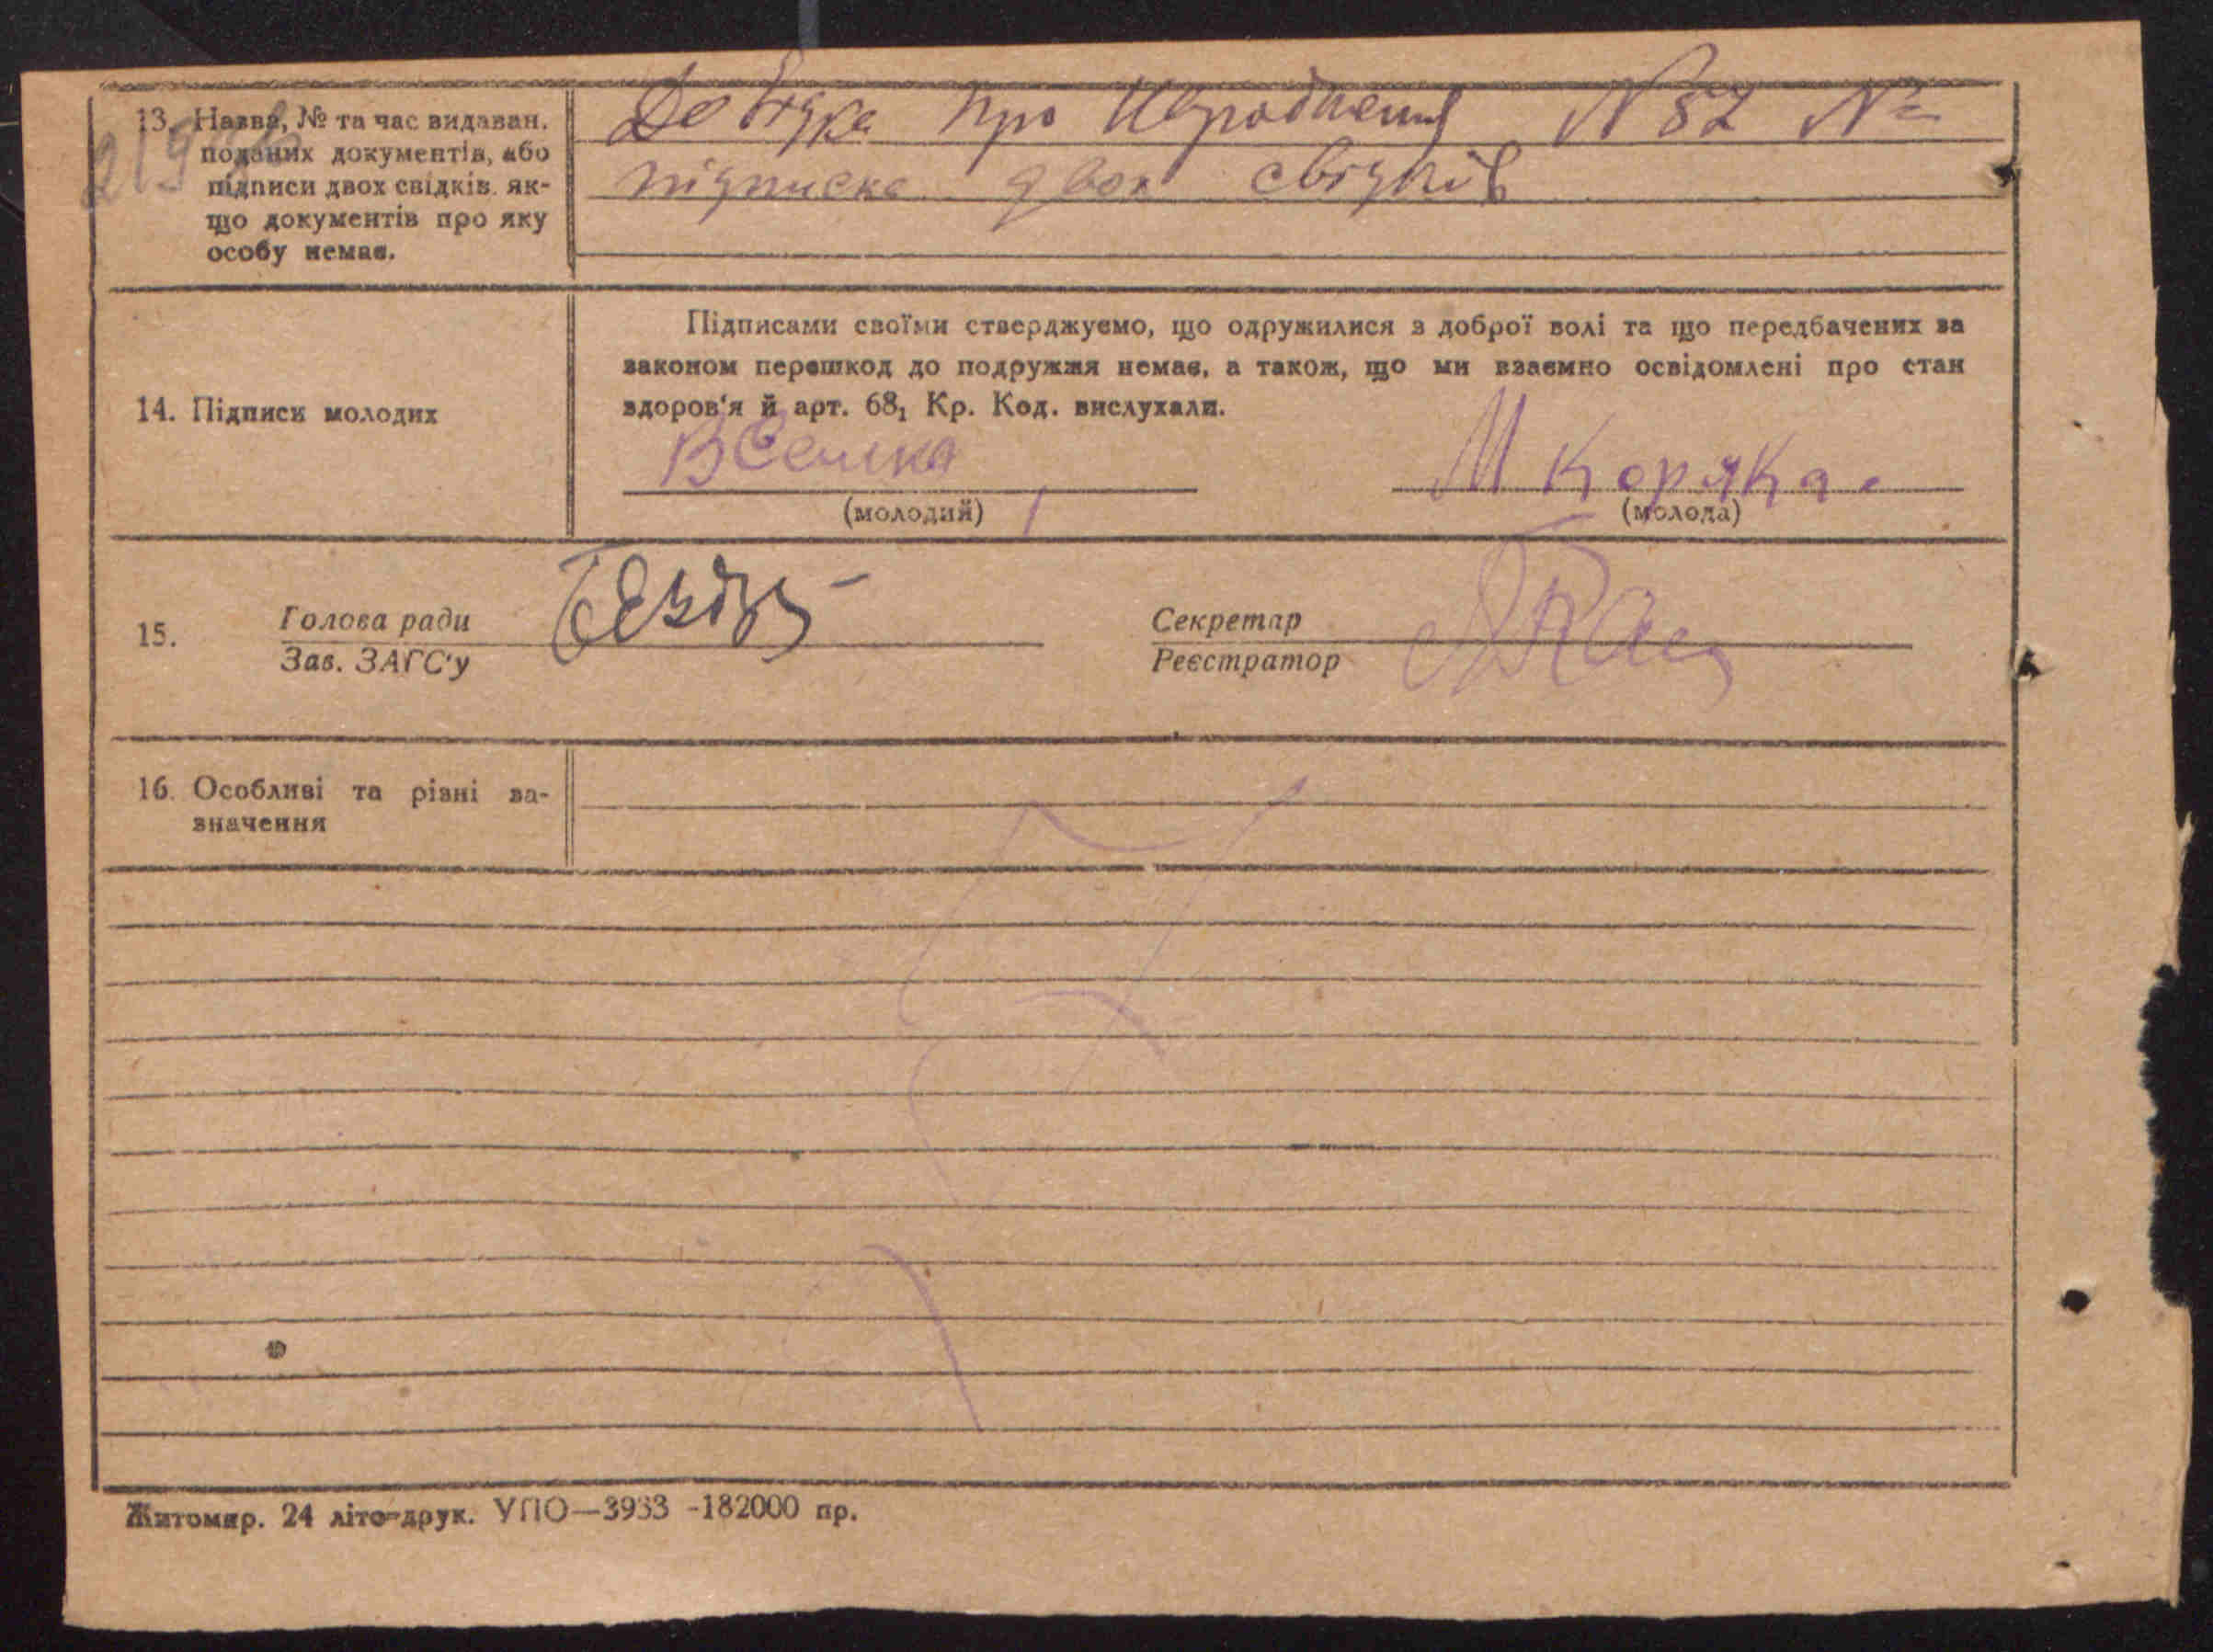 13. Назва, № та час видаван.
поданих документів, або
підписи двох свідків, як-
що документів про яку
особу немає.
Довідка про Народження N 82 №
підписка двох свідків
14. Підписи молодих
Підписами своїми стверджуємо, що одружилися з доброї волі та що передбачених за
законом перешкод до подружжя немає, а також, що ми взаємно освідомлені про стан
здоров'я й арт. 68₁ Кр. Код. вислухали.
М Коряка.
(молодий) (молода)
15.
Голова ради
Зав. ЗАГС'у
Секретар
Реєстратор
16. Особливі та різні за-
значення
Житомир. 24 літо-друк. УПО—3933 -182000 пр.